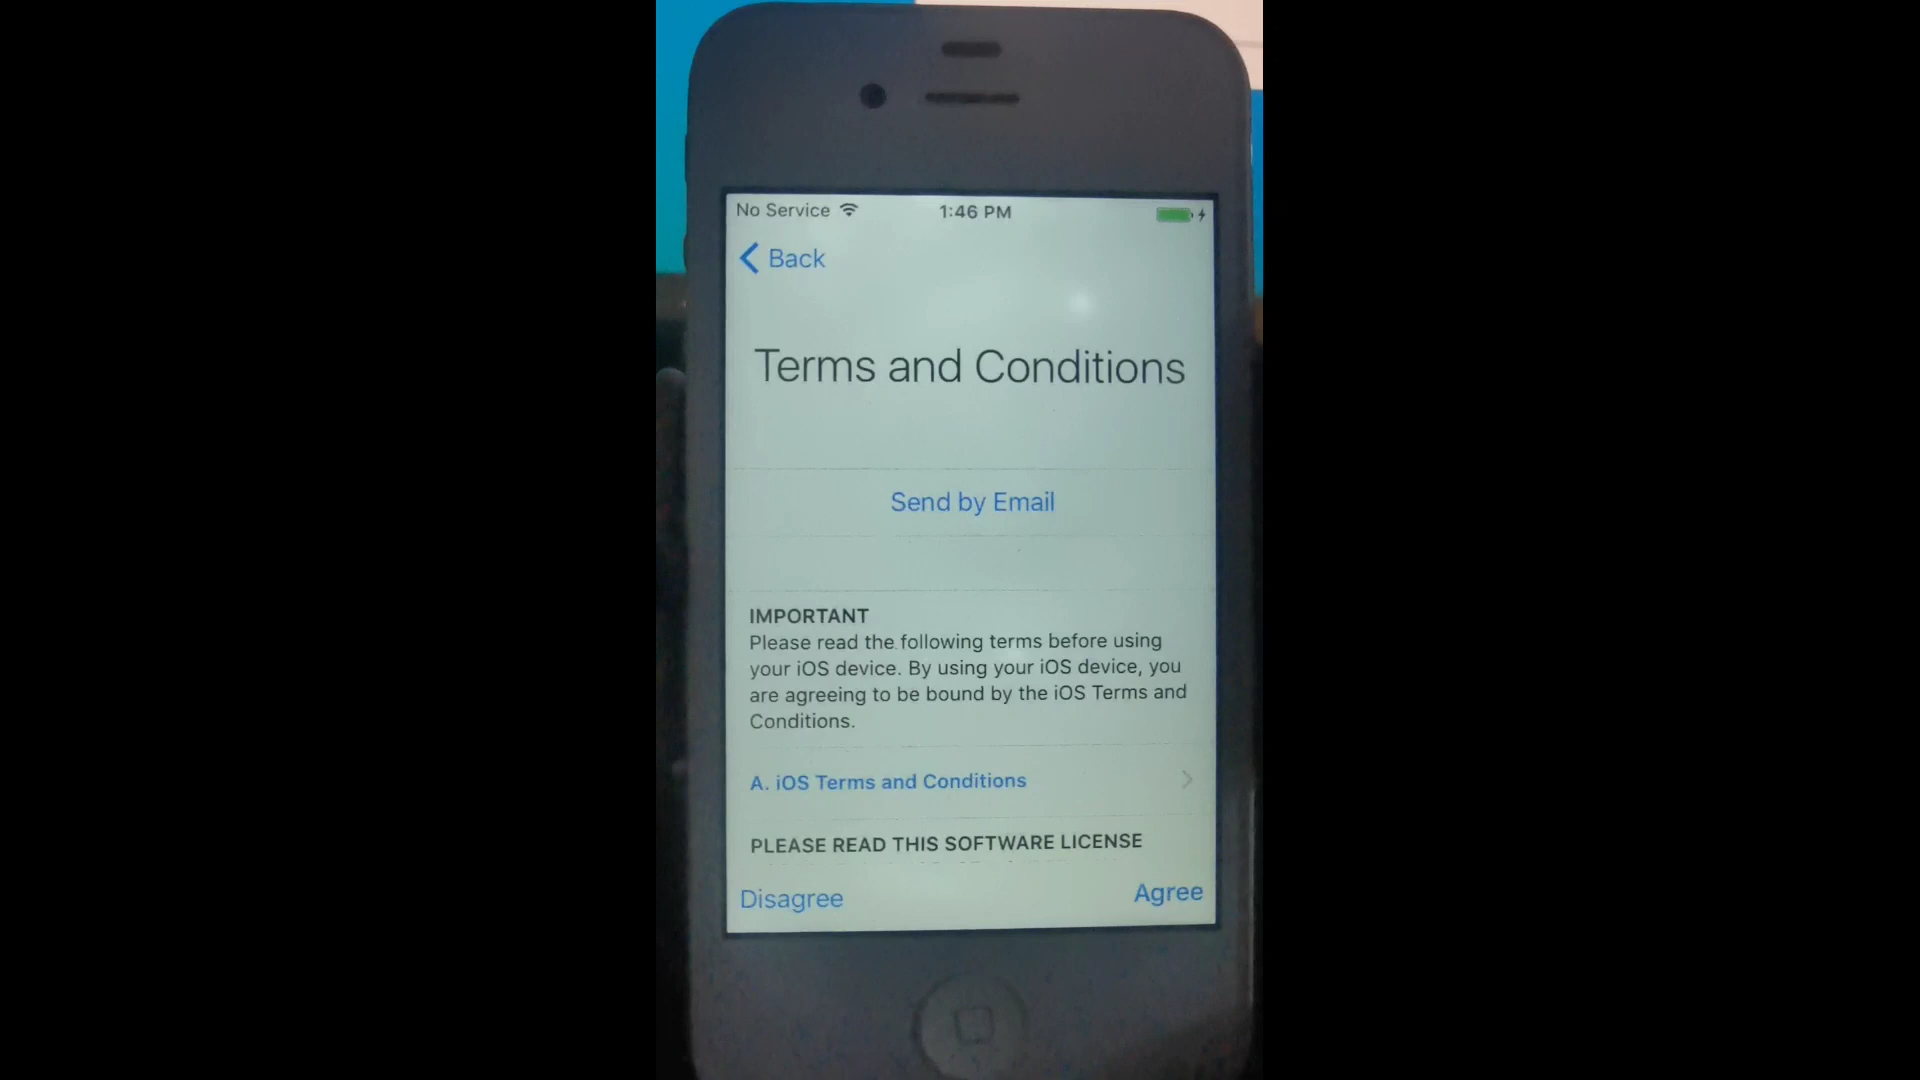 No Service 1:46 PM
Back
Terms and Conditions
Send by Email
IMPORTANT
Please read the following terms before using
your iOS device. By using your iOS device, you
are agreeing to be bound by the iOS Terms and
Conditions.
A. iOS Terms and Conditions
PLEASE READ THIS SOFTWARE LICENSE
Disagree Agree